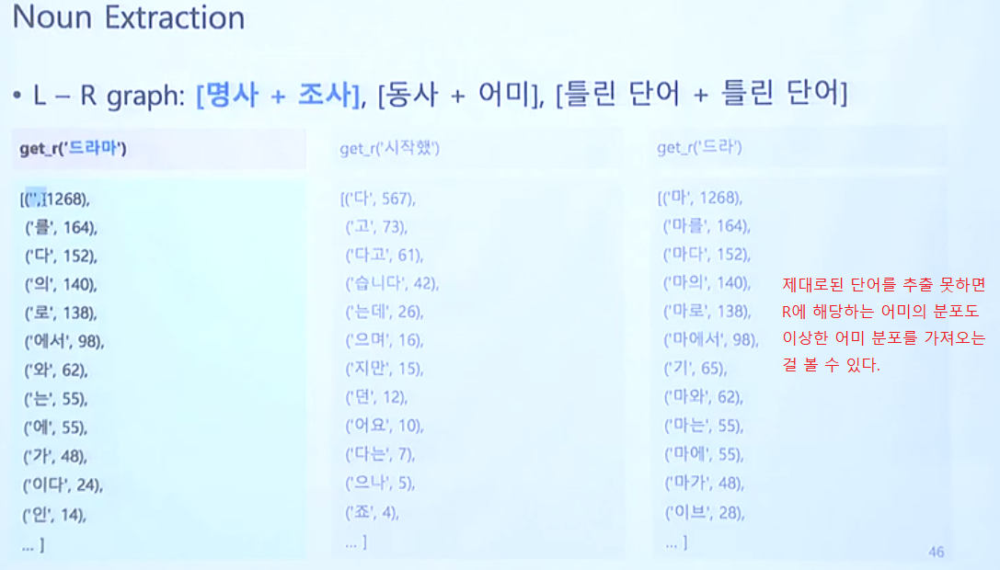 Noun Extraction
• L – R graph: [명사 + 조사], [동사 + 어미], [틀린 단어 + 틀린 단어]
get_r('드라마')
[('', 1268),
('를', 164),
('다', 152),
('의', 140),
('로', 138),
('에서', 98),
('와', 62),
('는', 55),
('에', 55),
('가', 48),
('이다', 24),
('인', 14),
... ]
get_r('시작했')
[('다', 567),
('고', 73),
('다고', 61),
('습니다', 42),
('는데', 26),
('으며', 16),
('지만', 15),
('던', 12),
('어요', 10),
('다는', 7),
('으나', 5),
('죠', 4),
... ]
get_r('드라')
[('마', 1268),
('마를', 164),
('마다', 152),
('마의', 140),
('마로', 138),
('마에서', 98),
('기', 65),
('마와', 62),
('마는', 55),
('마에', 55),
('마가', 48),
('이브', 28),
... ]
제대로된 단어를 추출 못하면
R에 해당하는 어미의 분포도
이상한 어미 분포를 가져오는
걸 볼 수 있다.
46